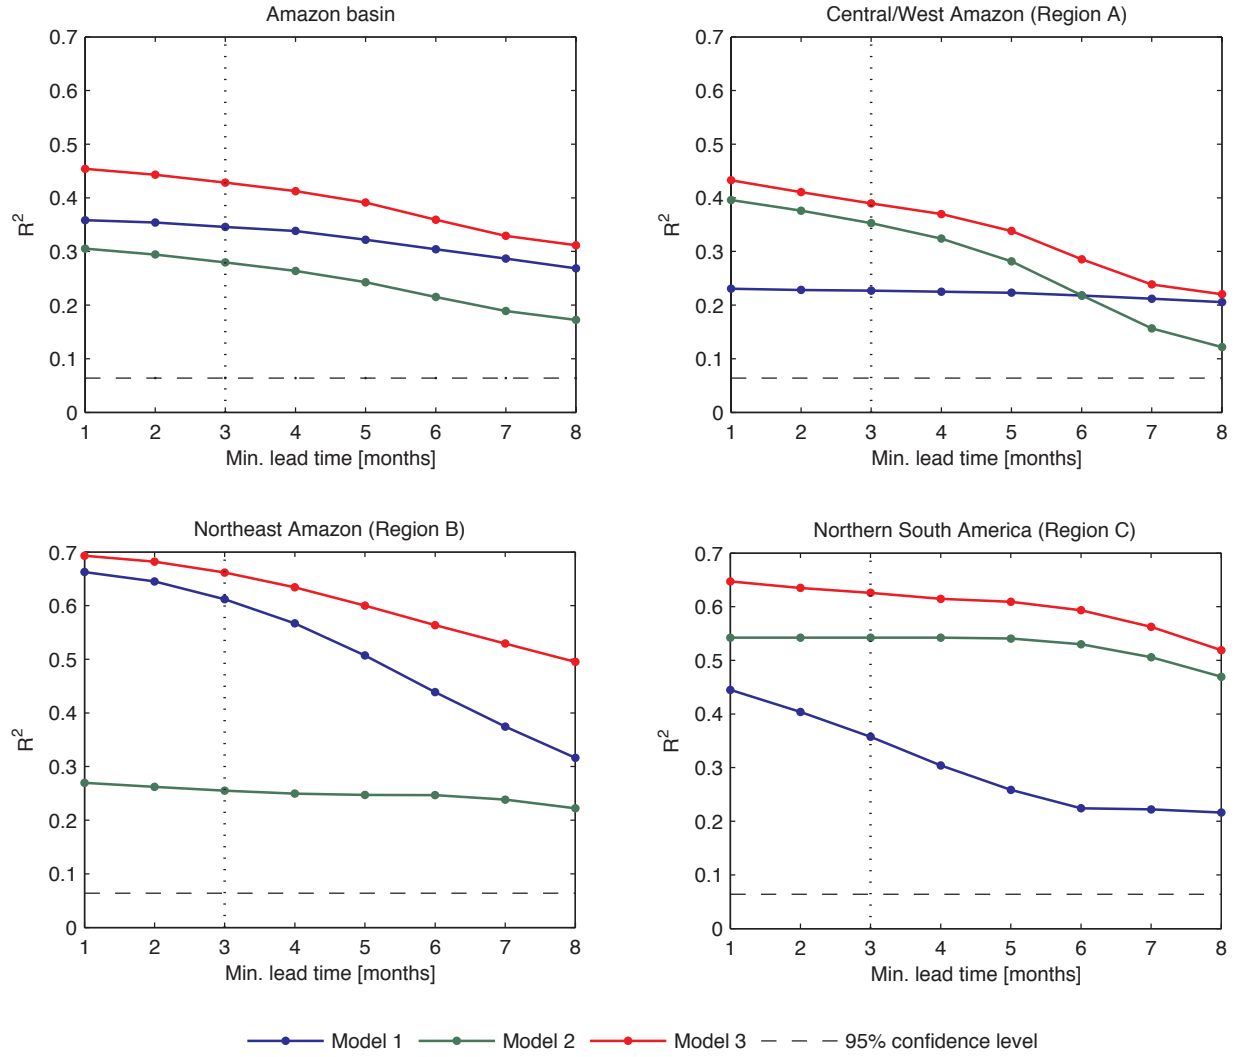 Amazon basin
0.7
0.6
0.5
0.4
0.3
0.2
0.1
0
R²
1 2 3 4 5 6 7 8
Min. lead time [months]
Central/West Amazon (Region A)
0.7
0.6
0.5
0.4
0.3
0.2
0.1
0
R²
1 2 3 4 5 6 7 8
Min. lead time [months]
Northeast Amazon (Region B)
0.7
0.6
0.5
0.4
0.3
0.2
0.1
0
R²
1 2 3 4 5 6 7 8
Min. lead time [months]
Northern South America (Region C)
0.7
0.6
0.5
0.4
0.3
0.2
0.1
0
R²
1 2 3 4 5 6 7 8
Min. lead time [months]
Model 1 Model 2 Model 3 95% confidence level